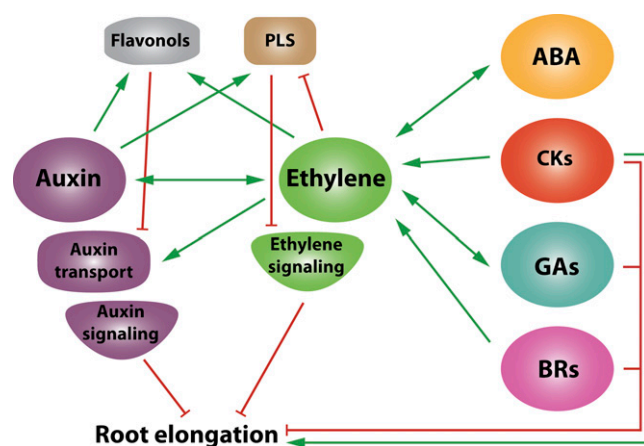 Flavonols
PLS
ABA
Auxin
Ethylene
CKs
Auxin
transport
Ethylene
signaling
GAs
Auxin
signaling
BRs
Root elongation